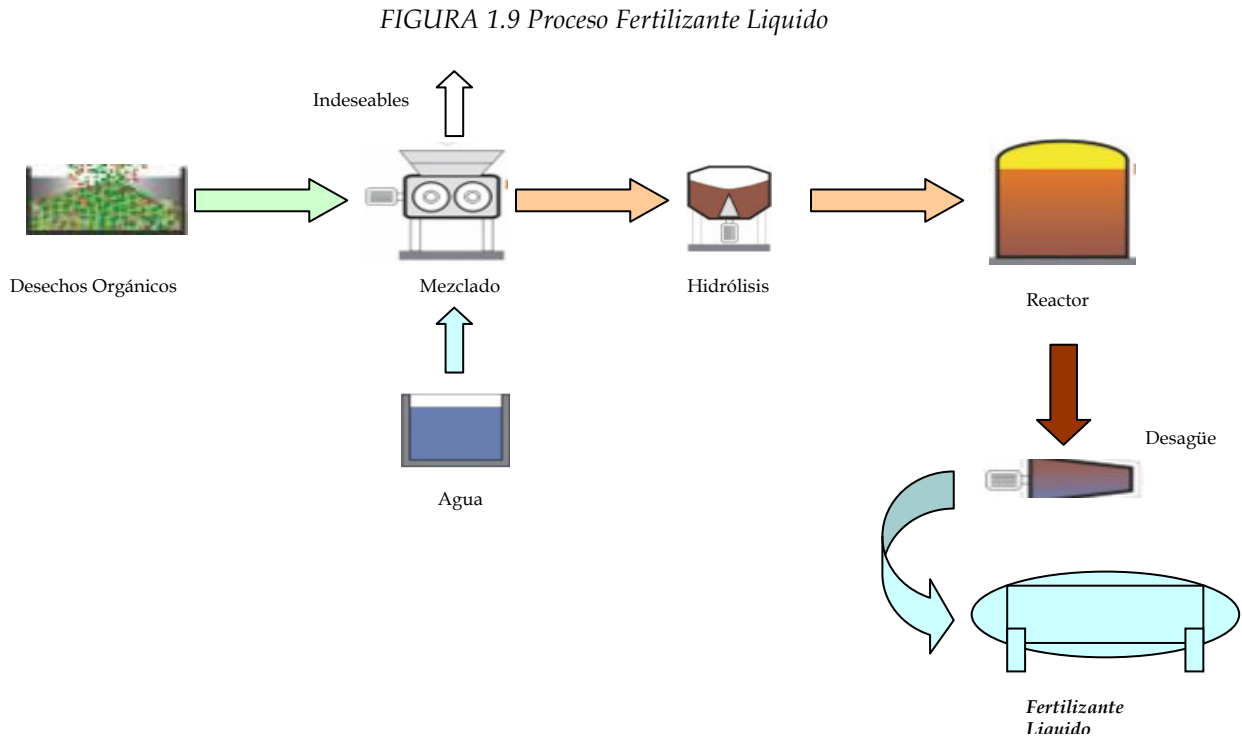 FIGURA 1.9 Proceso Fertilizante Liquido
Indeseables
Desechos Orgánicos
Mezclado
Hidrólisis
Reactor
Agua
Desagüe
Fertilizante
Liquido